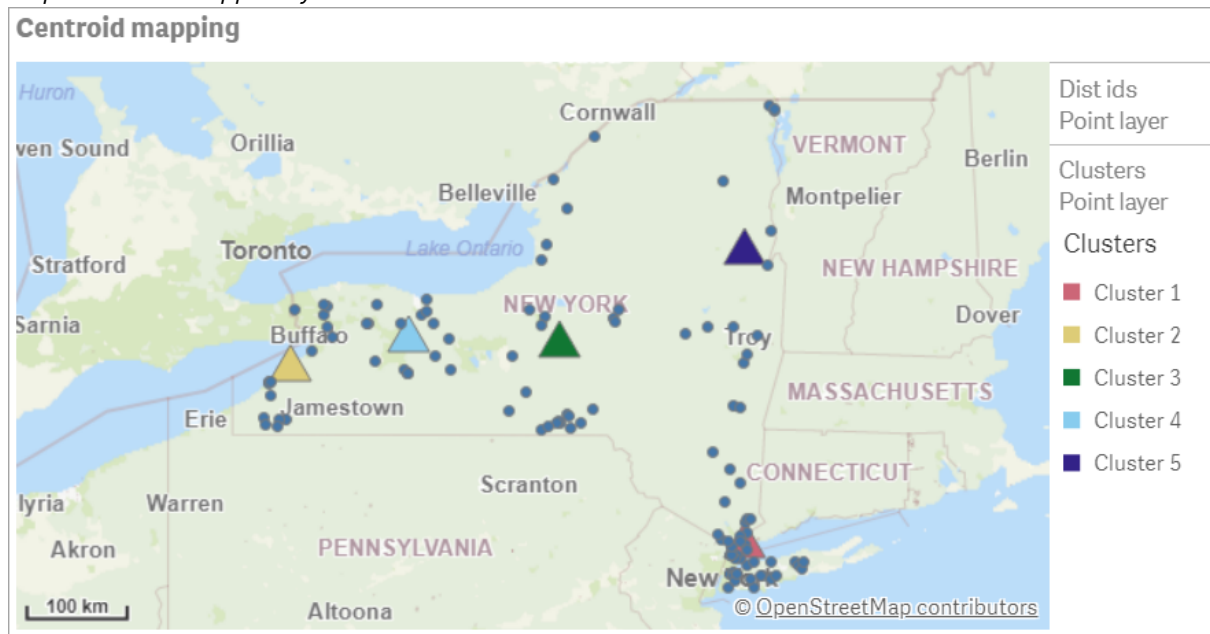 Centroid mapping
Huron
Cornwall
Dist ids
Point layer
VERMONT
Orillia
Berlin
Clusters
Point layer
Belleville
Montpelier
Clusters
Toronto
Lake Ontario
Stratford
NEW HAMPSHIRE
Cluster 1
NEW YORK
Dover
Sarnia
Buffalo
Troy
Cluster 2
Cluster 3
MASSACHUSETTS
Jamestown
Erie
Cluster 4
CONNECTICUT
Cluster 5
Scranton
Warren
lyria
PENNSYLVANIA
Akron
New York
Altoona
100 km
© OpenStreetMap contributors
ven Sound